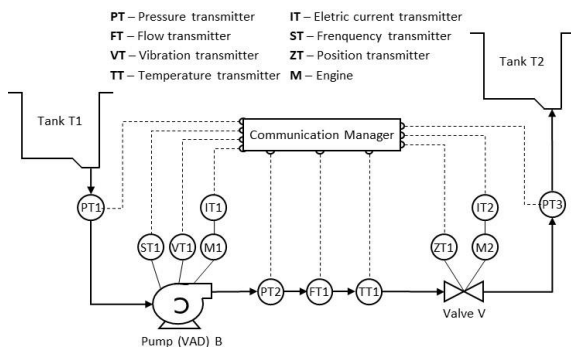 PT – Pressure transmitter
IT – Eletric current transmitter
FT – Flow transmitter
ST – Frenquency transmitter
VT – Vibration transmitter
ZT – Position transmitter
TT – Temperature transmitter
M – Engine
Tank T2
Tank T1
Communication Manager
PT1
IT1
IT2
PT3
ST1
VT1
M1
ZT1
M2
PT2
FT1
TT1
Valve V
Pump (VAD) B